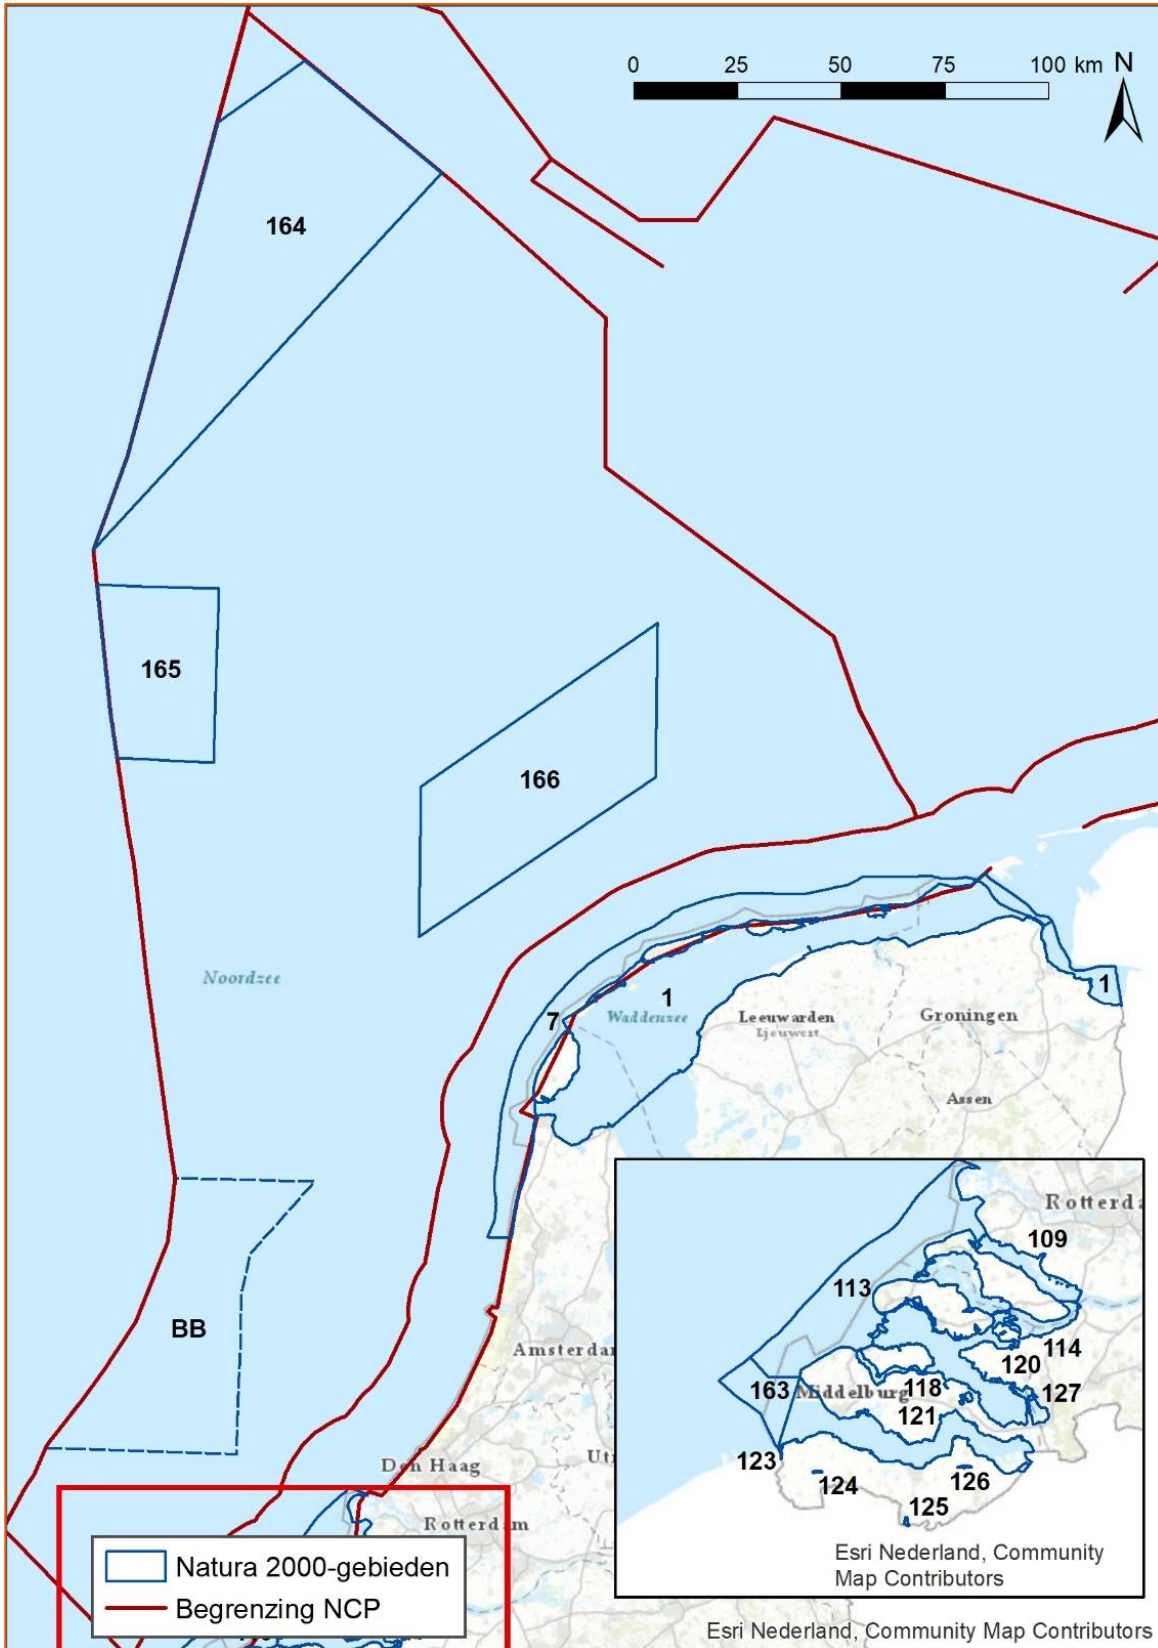 0 25 50 75 100 km N
164
165
166
Noordzee
1
7
Waddenzee
Leeuwarden
Ljouwert
Groningen
1
Assen
BB
Amsterdam
Utr
Den Haag
Rotterdam
Rotterda
109
113
114
120
163
Middelburg
118
127
121
123
124
126
125
Esri Nederland, Community
Map Contributors
Natura 2000-gebieden
Begrenzing NCP
Esri Nederland, Community Map Contributors